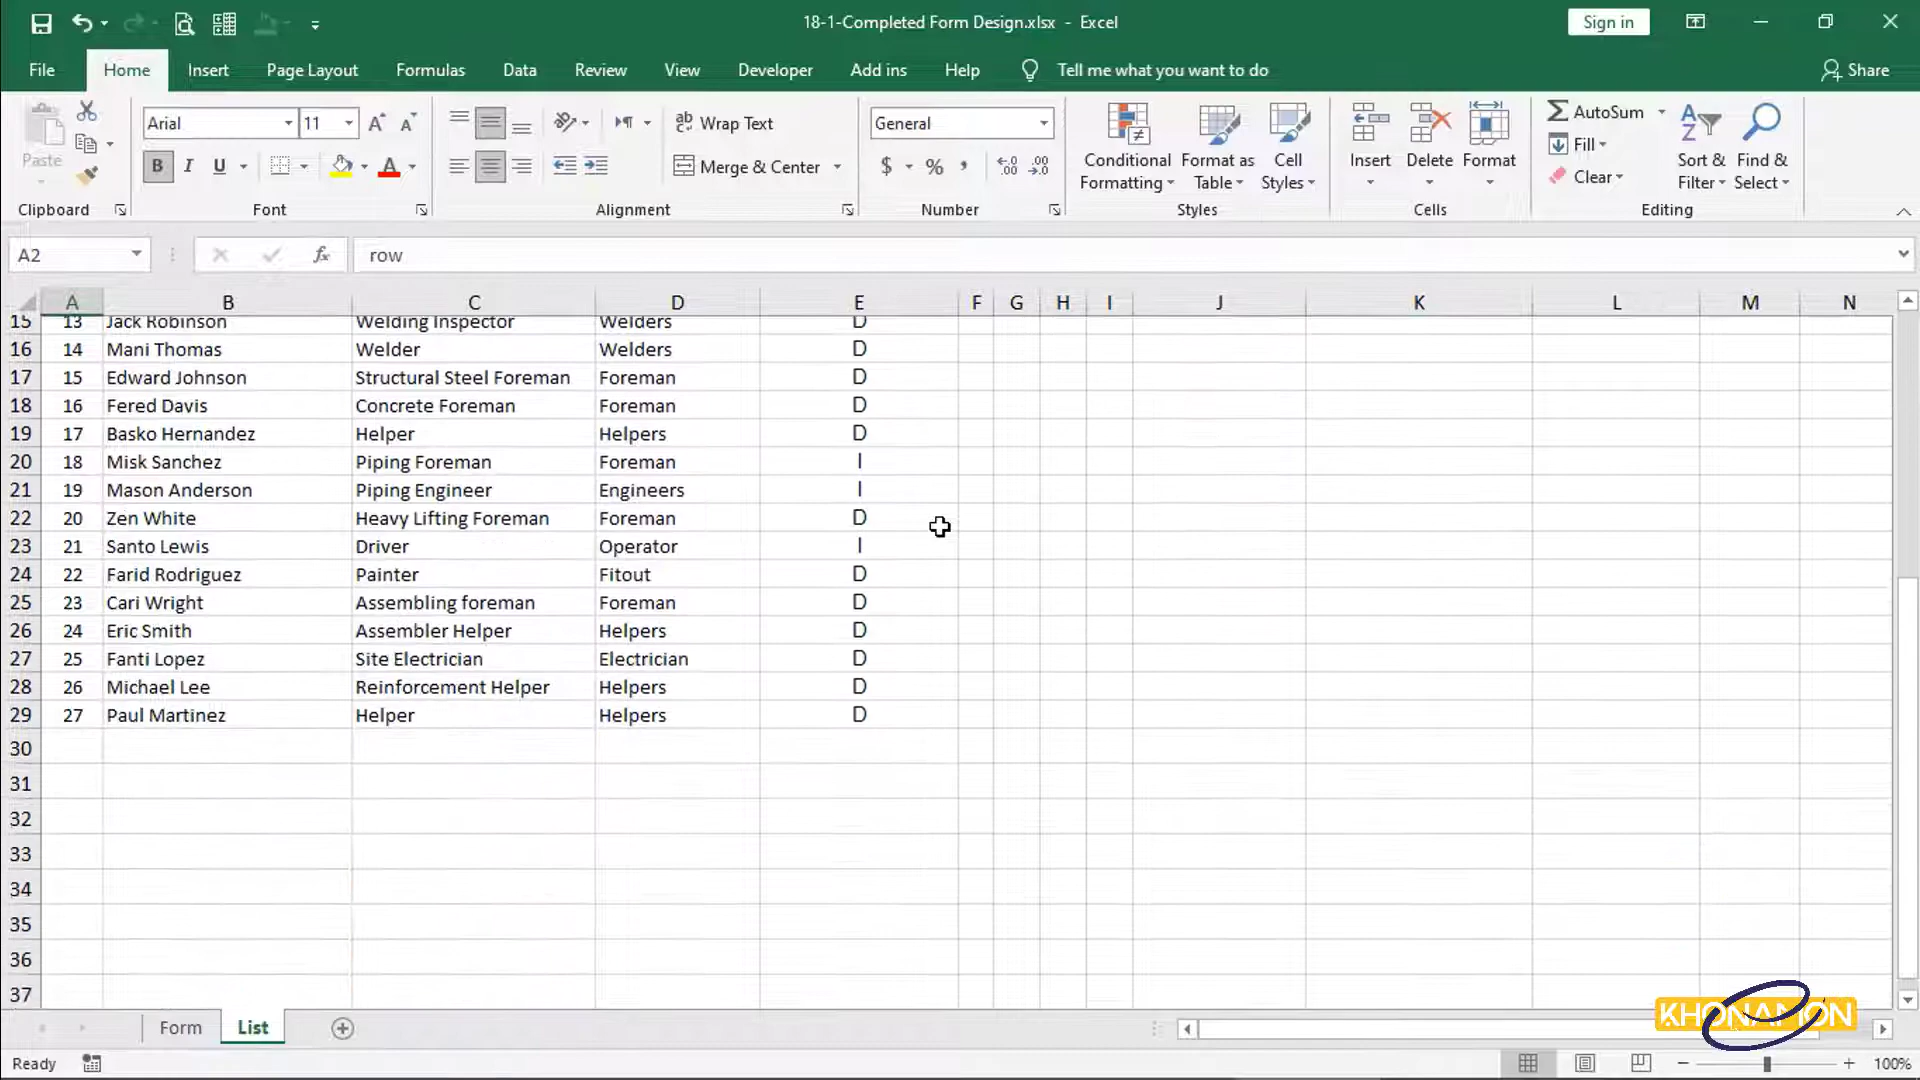 18-1-Completed Form Design.xlsx - Excel
Sign in
File Home Insert Page Layout Formulas Data Review View Developer Add ins Help Tell me what you want to do Share
Paste
Clipboard
Arial 11
B I U A
Font
ab Wrap Text
Merge & Center
Alignment
General
$ % ,
Number
Conditional Formatting
Format as Table
Cell Styles
Styles
Insert Delete Format
Cells
AutoSum
Fill
Clear
Sort & Filter
Find & Select
Editing
A2 fx row
A B C D E F G H I J K L M N
15 13 Jack Robinson Welding Inspector Welders D
16 14 Mani Thomas Welder Welders D
17 15 Edward Johnson Structural Steel Foreman Foreman D
18 16 Fered Davis Concrete Foreman Foreman D
19 17 Basko Hernandez Helper Helpers D
20 18 Misk Sanchez Piping Foreman Foreman I
21 19 Mason Anderson Piping Engineer Engineers I
22 20 Zen White Heavy Lifting Foreman Foreman D
23 21 Santo Lewis Driver Operator I
24 22 Farid Rodriguez Painter Fitout D
25 23 Cari Wright Assembling foreman Foreman D
26 24 Eric Smith Assembler Helper Helpers D
27 25 Fanti Lopez Site Electrician Electrician D
28 26 Michael Lee Reinforcement Helper Helpers D
29 27 Paul Martinez Helper Helpers D
30
31
32
33
34
35
36
37
KHONAMON
Form List
Ready 100%